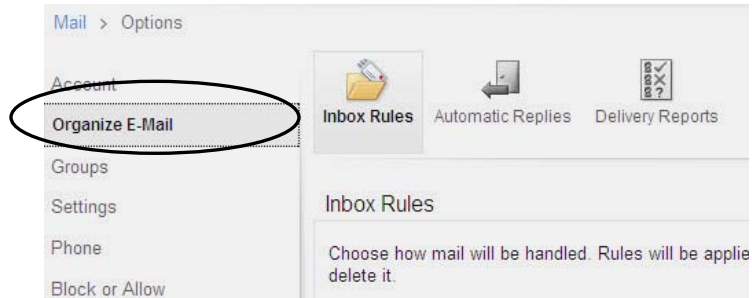 Mail > Options
Account
Organize E-Mail
Groups
Settings
Phone
Block or Allow
Inbox Rules Automatic Replies Delivery Reports
Inbox Rules
Choose how mail will be handled. Rules will be applie
delete it.